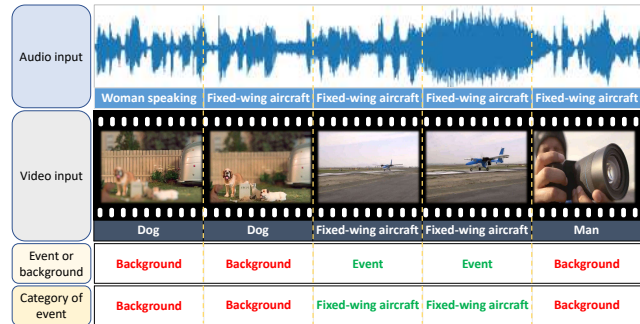 Audio input
Woman speaking Fixed-wing aircraft Fixed-wing aircraft Fixed-wing aircraft Fixed-wing aircraft
Video input
Dog Dog Fixed-wing aircraft Fixed-wing aircraft Man
Event or
background
Background Background Event Event Background
Category of
event
Background Background Fixed-wing aircraft Fixed-wing aircraft Background